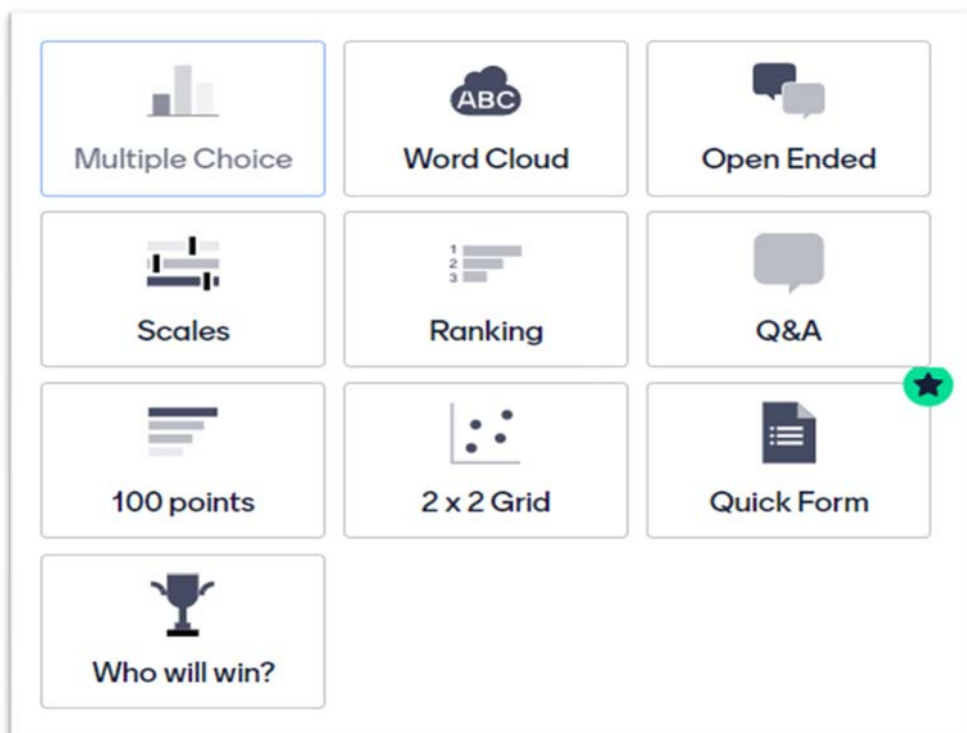 Multiple Choice
ABC
Word Cloud
Open Ended
Scales
1
2
3
Ranking
Q&A
100 points
2 x 2 Grid
Quick Form
Who will win?